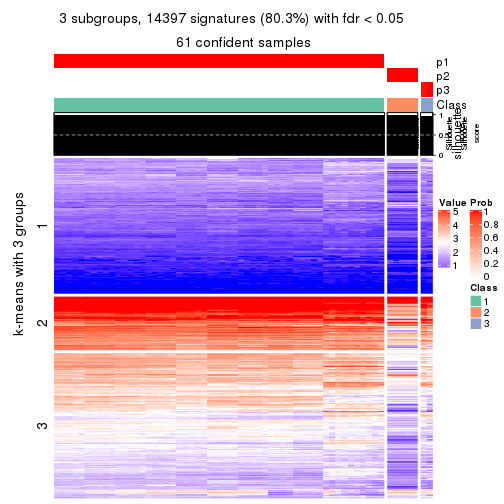 3 subgroups, 14397 signatures (80.3%) with fdr < 0.05
61 confident samples
p1
p2
p3
Class
1
0.5
0
silhouette
score
k-means with 3 groups
1
2
3
Value
5
4
3
2
1
Prob
1
0.8
0.6
0.4
0.2
0
Class
1
2
3